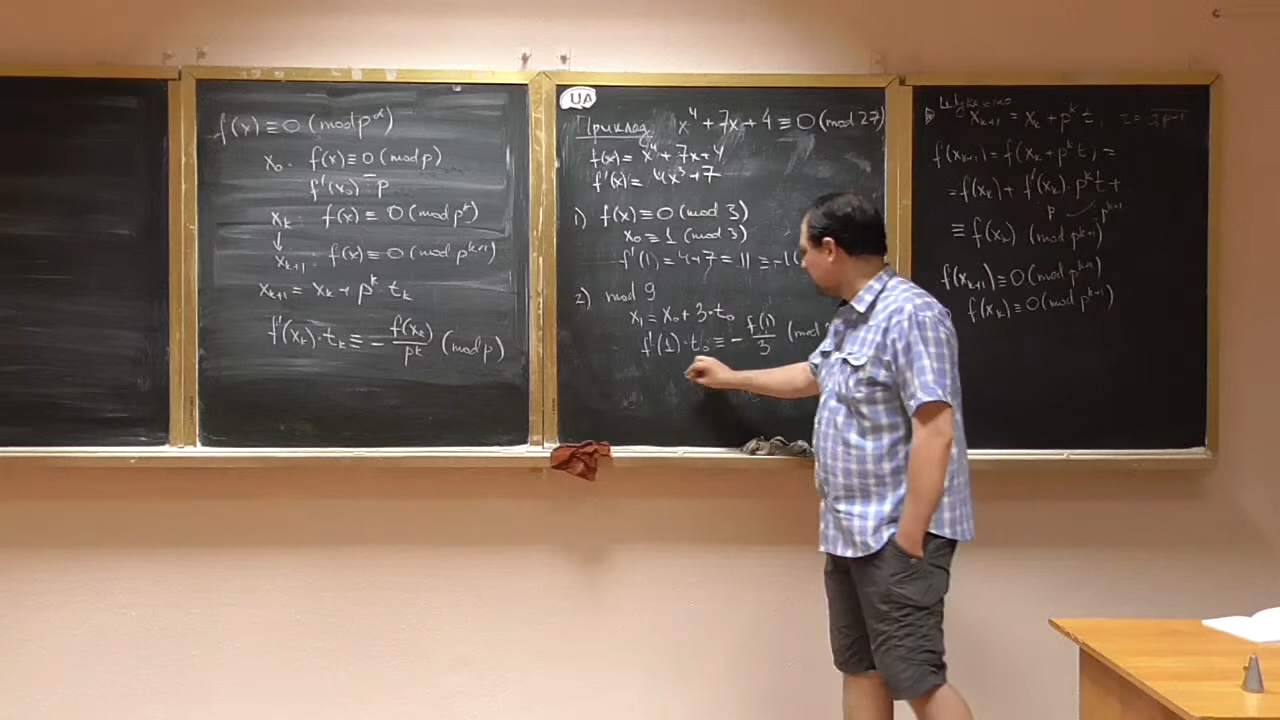 f(x) ≡ 0 (mod p^α)
x₀. f(x) ≡ 0 (mod p)
f'(x₀) ⋮ p
x_k f(x) ≡ 0 (mod p^k)
↓
x_{k+1}. f(x) ≡ 0 (mod p^{k+1})
x_{k+1} = x_k + p^k t_k
f'(x_k)·t_k ≡ - f(x_k)/p^k (mod p)
UA
Приклад x⁴ + 7x + 4 ≡ 0 (mod 27)
f(x) = x⁴ + 7x + 4
f'(x) = 4x³ + 7
1) f(x) ≡ 0 (mod 3)
x₀ ≡ 1 (mod 3)
f'(1) = 4 + 7 = 11 ≡ -1 (
2) mod 9
x₁ = x₀ + 3·t₀
f'(1)·t₀ ≡ - f(1)/3 (mod
Шукаємо
x_{k+1} = x_k + p^k t,
f(x_{k+1}) = f(x_k + p^k t) =
= f(x_k) + f'(x_k)·p^k t +
p p^{k+1}
≡ f(x_k) (mod p^{k+1})
f(x_{k+1}) ≡ 0 (mod p^{k+1})
f(x_k) ≡ 0 (mod p^{k+1})